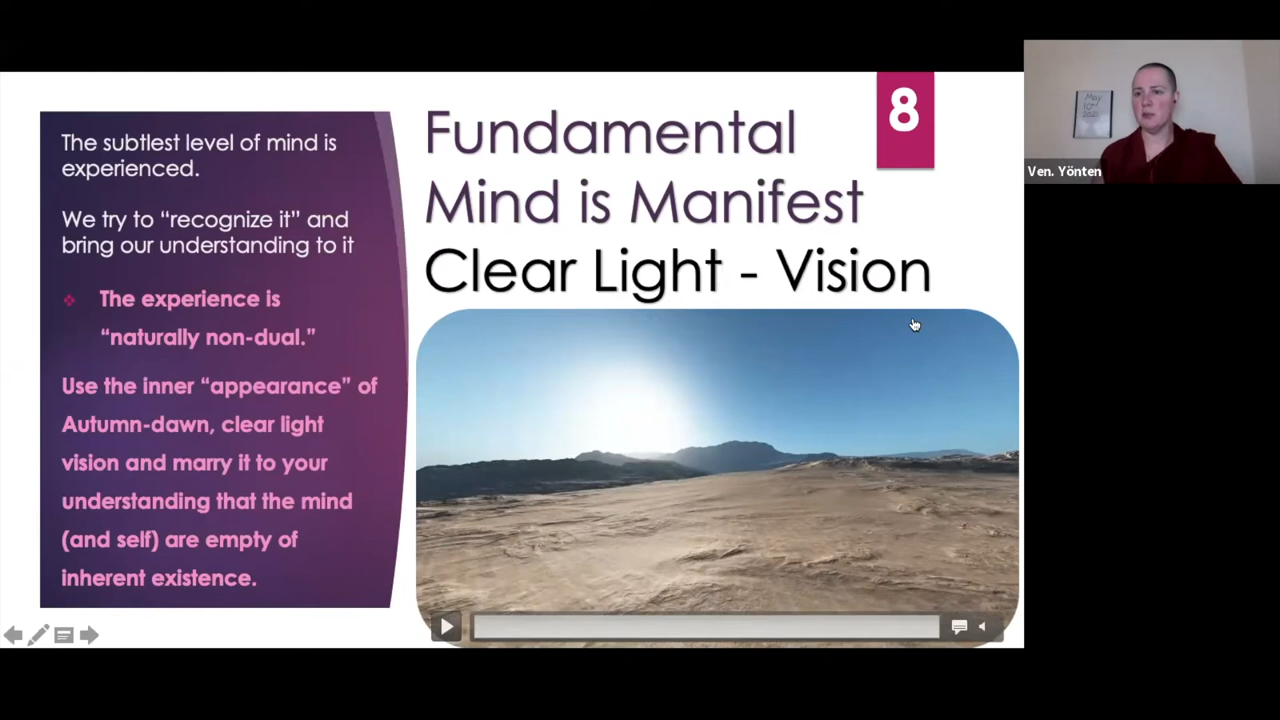 The subtlest level of mind is
experienced.
We try to “recognize it” and
bring our understanding to it
The experience is
“naturally non-dual.”
Use the inner “appearance” of
Autumn-dawn, clear light
vision and marry it to your
understanding that the mind
(and self) are empty of
inherent existence.
Fundamental
Mind is Manifest
Clear Light - Vision
8
May
10th
2021
Ven. Yönten